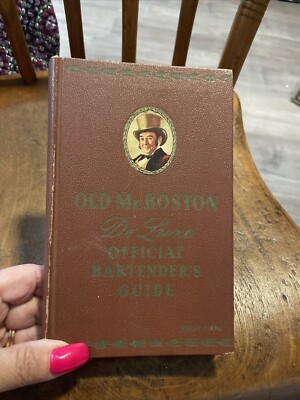 OLD MR BOSTON
De Luxe
OFFICIAL
BARTENDER'S
GUIDE